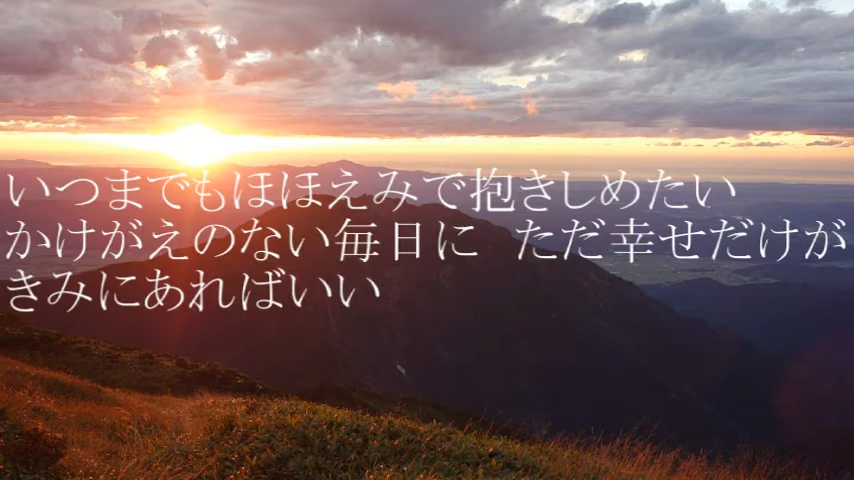 いつまでもほほえみで抱きしめたい
かけがえのない毎日に　ただ幸せだけが
きみにあればいい